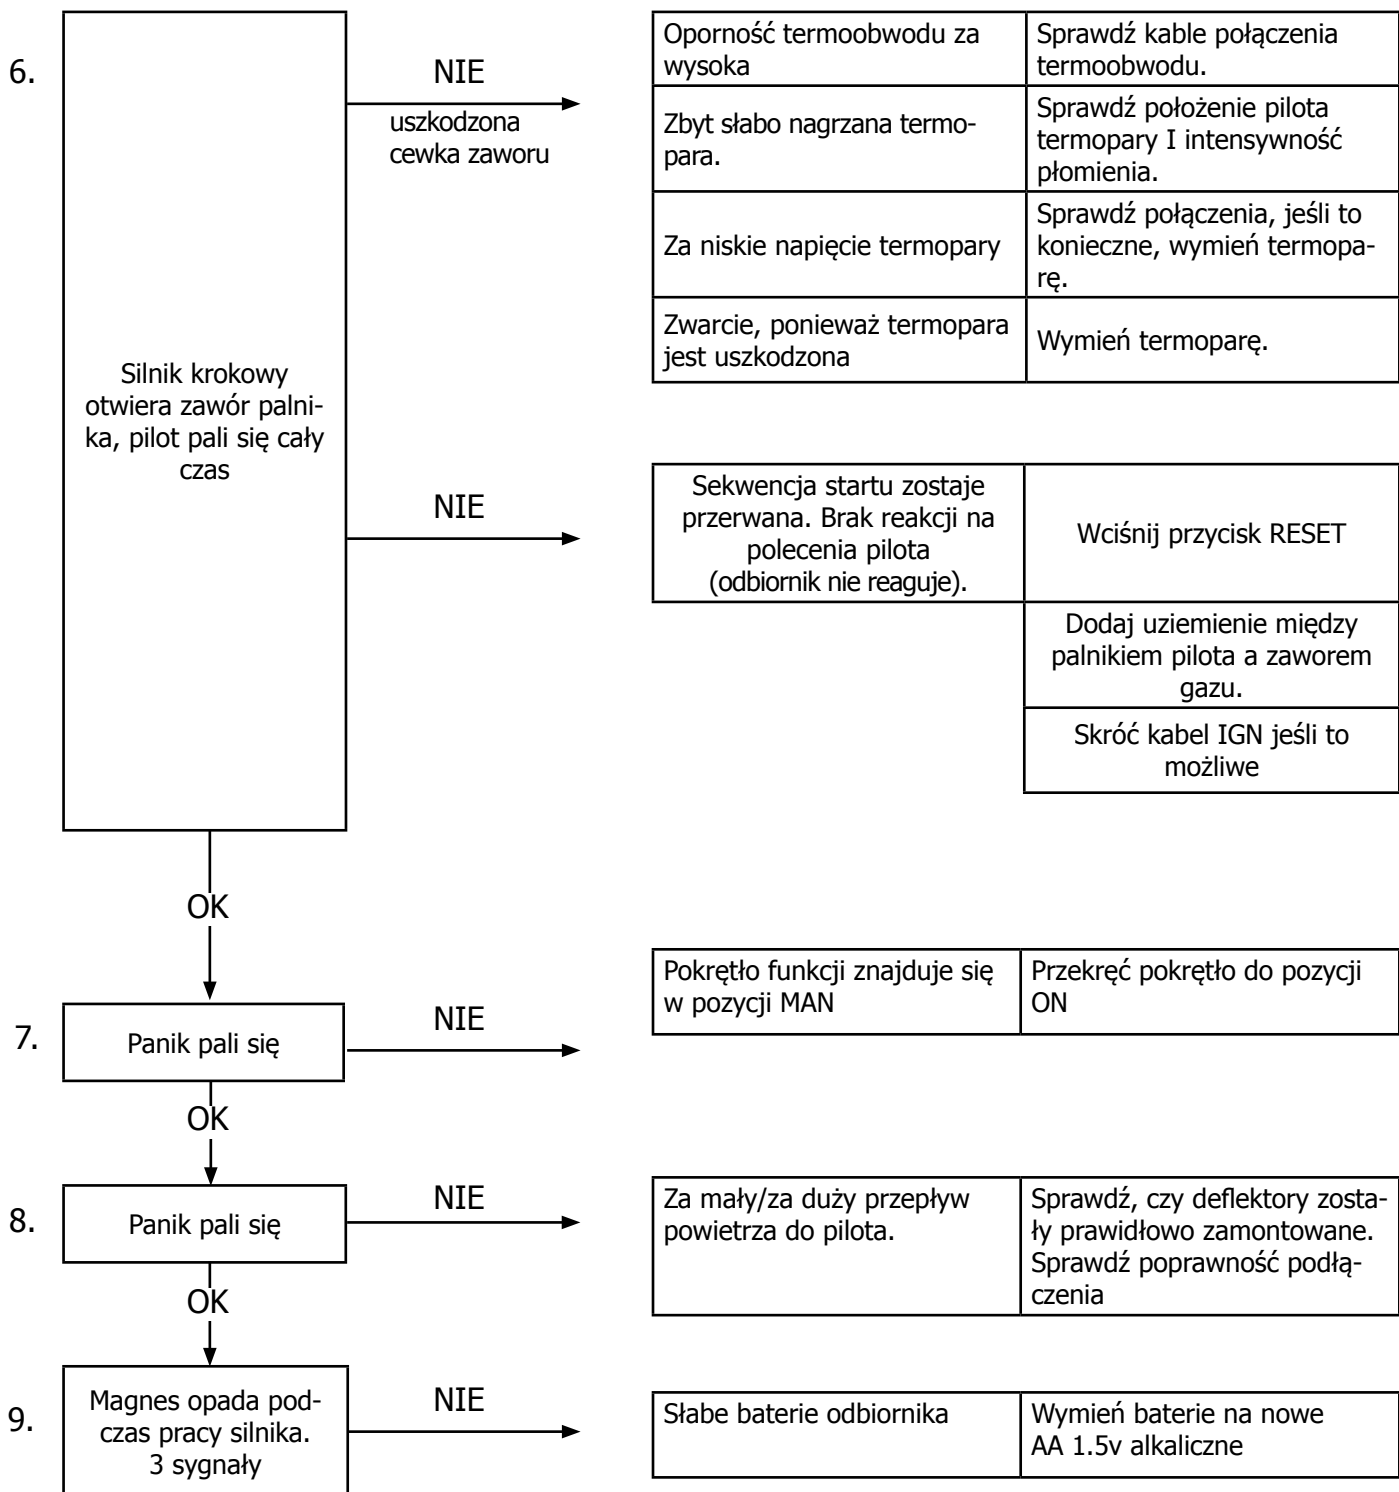 6.
Silnik krokowy
otwiera zawór palni-
ka, pilot pali się cały
czas
NIE
uszkodzona
cewka zaworu
Oporność termoobwodu za
wysoka
Sprawdź kable połączenia
termoobwodu.
Zbyt słabo nagrzana termo-
para.
Sprawdź położenie pilota
termopary I intensywność
płomienia.
Za niskie napięcie termopary
Sprawdź połączenia, jeśli to
konieczne, wymień termopa-
rę.
Zwarcie, ponieważ termopara
jest uszkodzona
Wymień termoparę.
NIE
Sekwencja startu zostaje
przerwana. Brak reakcji na
polecenia pilota
(odbiornik nie reaguje).
Wciśnij przycisk RESET
Dodaj uziemienie między
palnikiem pilota a zaworem
gazu.
Skróć kabel IGN jeśli to
możliwe
OK
7.
Panik pali się
NIE
Pokrętło funkcji znajduje się
w pozycji MAN
Przekręć pokrętło do pozycji
ON
OK
8.
Panik pali się
NIE
Za mały/za duży przepływ
powietrza do pilota.
Sprawdź, czy deflektory zosta-
ły prawidłowo zamontowane.
Sprawdź poprawność podłą-
czenia
OK
9.
Magnes opada pod-
czas pracy silnika.
3 sygnały
NIE
Słabe baterie odbiornika
Wymień baterie na nowe
AA 1.5v alkaliczne